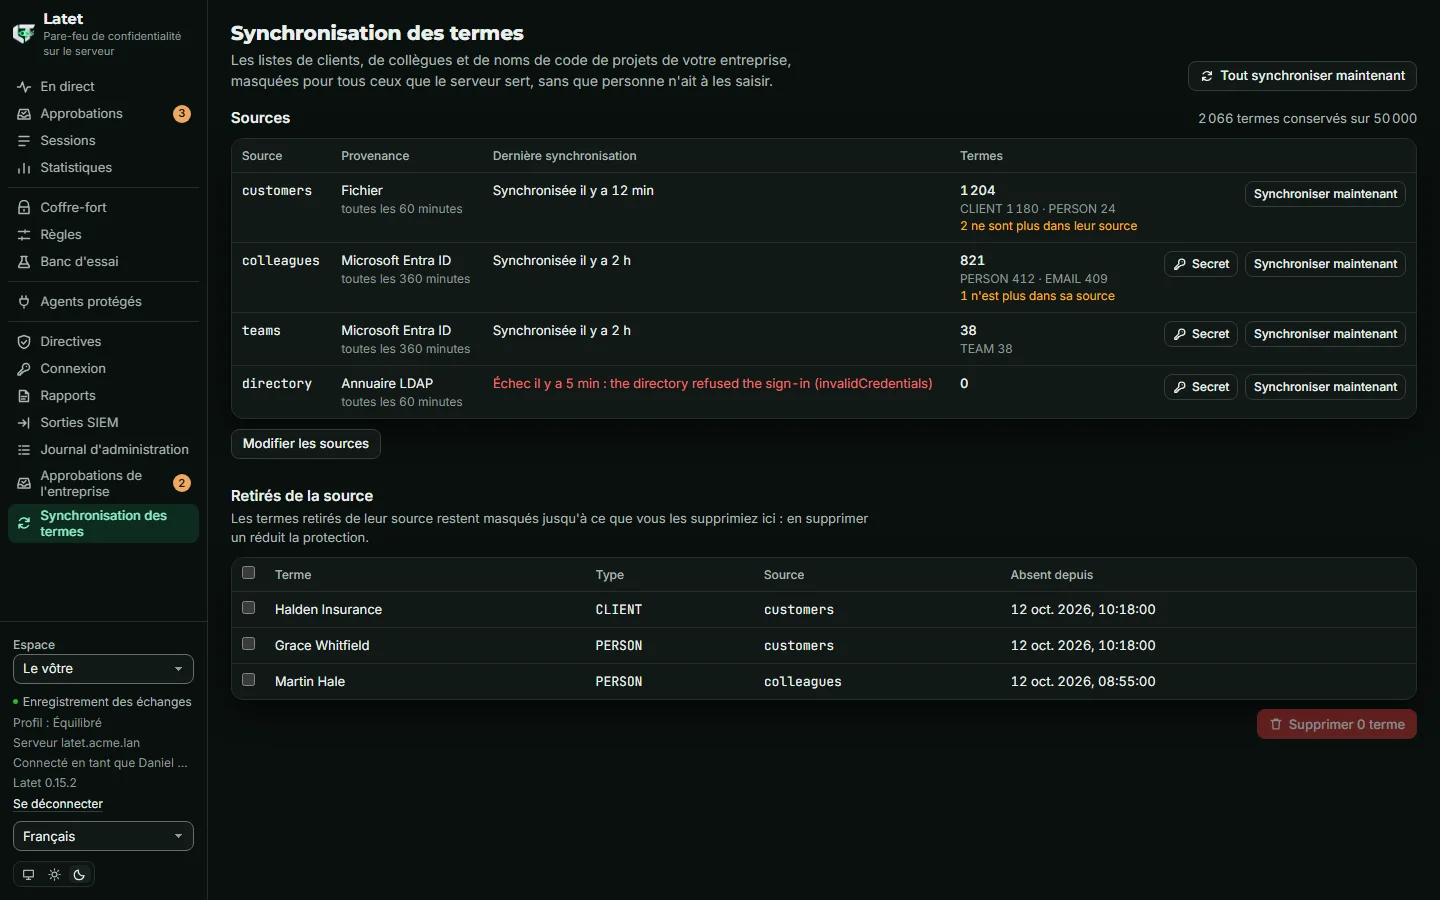 Latet
Pare-feu de confidentialité
sur le serveur
En direct
Approbations 3
Sessions
Statistiques
Coffre-fort
Règles
Banc d'essai
Agents protégés
Directives
Connexion
Rapports
Sorties SIEM
Journal d'administration
Approbations de
l'entreprise 2
Synchronisation des
termes
Espace
Le vôtre
Enregistrement des échanges
Profil : Équilibré
Serveur latet.acme.lan
Connecté en tant que Daniel ...
Latet 0.15.2
Se déconnecter
Français
Synchronisation des termes
Les listes de clients, de collègues et de noms de code de projets de votre entreprise,
masquées pour tous ceux que le serveur sert, sans que personne n'ait à les saisir.
Tout synchroniser maintenant
Sources
2 066 termes conservés sur 50 000
Source Provenance Dernière synchronisation Termes
customers Fichier Synchronisée il y a 12 min 1 204 Synchroniser maintenant
toutes les 60 minutes CLIENT 1 180 · PERSON 24
2 ne sont plus dans leur source
colleagues Microsoft Entra ID Synchronisée il y a 2 h 821 Secret Synchroniser maintenant
toutes les 360 minutes PERSON 412 · EMAIL 409
1 n'est plus dans sa source
teams Microsoft Entra ID Synchronisée il y a 2 h 38 Secret Synchroniser maintenant
toutes les 360 minutes TEAM 38
directory Annuaire LDAP Échec il y a 5 min : the directory refused the sign-in (invalidCredentials) 0 Secret Synchroniser maintenant
toutes les 60 minutes
Modifier les sources
Retirés de la source
Les termes retirés de leur source restent masqués jusqu'à ce que vous les supprimiez ici : en supprimer
un réduit la protection.
Terme Type Source Absent depuis
Halden Insurance CLIENT customers 12 oct. 2026, 10:18:00
Grace Whitfield PERSON customers 12 oct. 2026, 10:18:00
Martin Hale PERSON colleagues 12 oct. 2026, 08:55:00
Supprimer 0 terme